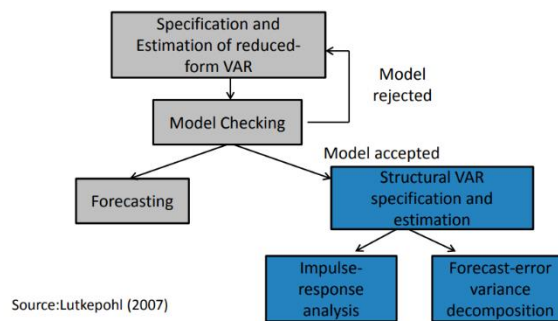 Specification and
Estimation of reduced-
form VAR
Model
rejected
Model Checking
Model accepted
Forecasting
Structural VAR
specification and
estimation
Impulse-
response
analysis
Forecast-error
variance
decomposition
Source:Lutkepohl (2007)